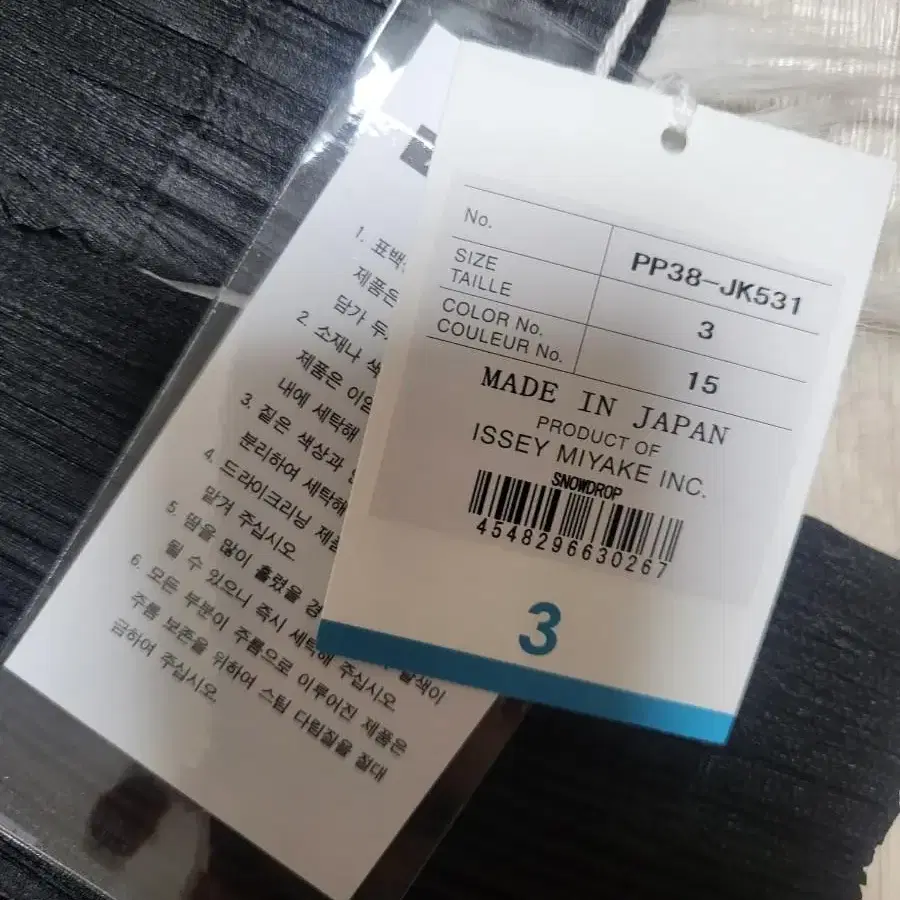 No.
PP38-JK531
SIZE
TAILLE
3
COLOR No.
COULEUR No.
15
MADE IN JAPAN
PRODUCT OF
ISSEY MIYAKE INC.
SNOWDROP
4548296630267
3
1. 표백
제품은
담가 두
2. 소재나 색
제품은 이염
내에 세탁해
3. 짙은 색상과
분리하여 세탁해
4. 드라이크리닝 제품
맡겨 주십시오
5. 땀을 많이 흘렸을 경
탈색이
될 수 있으니 즉시 세탁해 주십시오
6. 모든 부분이 주름으로 이루어진 제품은
주름 보존을 위하여 스팀 다림질을 절대
금하여 주십시오.